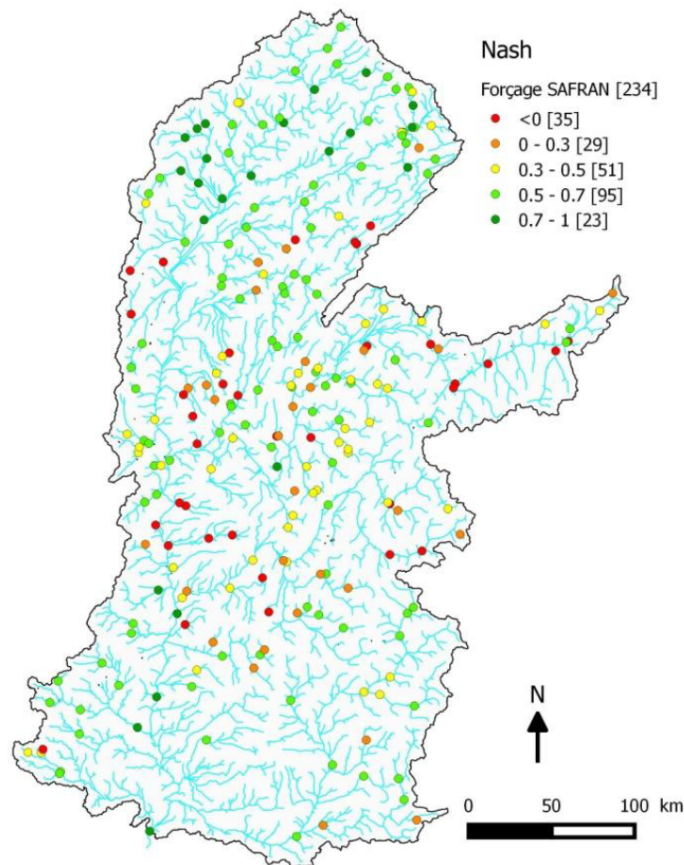 Nash
Forçage SAFRAN [234]
<0 [35]
0 - 0.3 [29]
0.3 - 0.5 [51]
0.5 - 0.7 [95]
0.7 - 1 [23]
N
0 50 100 km